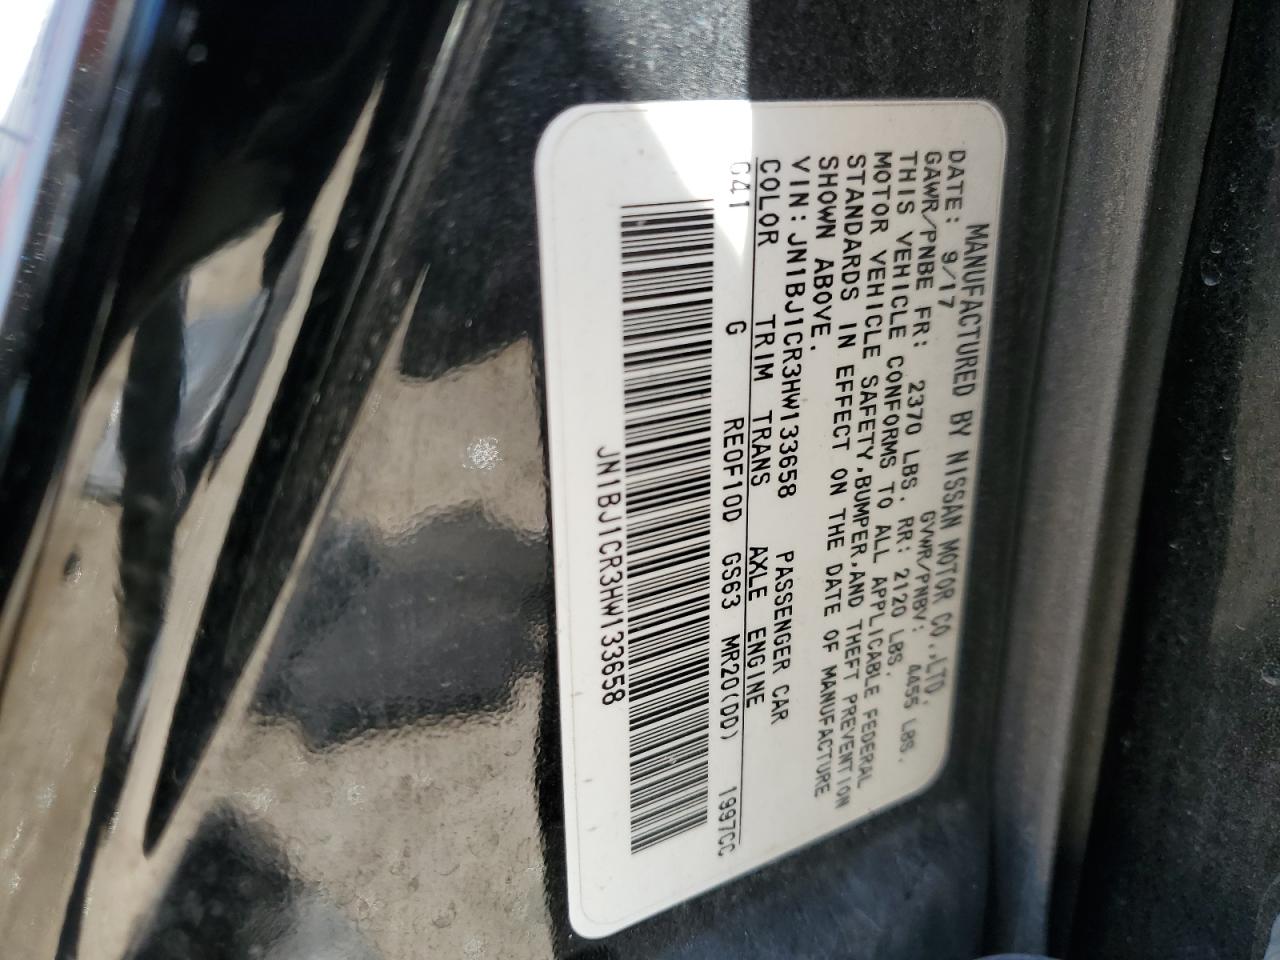 MANUFACTURED BY NISSAN MOTOR CO.,LTD.
DATE: 9/17 GVWR/PNBV: 4455 LBS.
GAWR/PNBE FR: 2370 LBS. RR: 2120 LBS.
THIS VEHICLE CONFORMS TO ALL APPLICABLE FEDERAL
MOTOR VEHICLE SAFETY,BUMPER,AND THEFT PREVENTION
STANDARDS IN EFFECT ON THE DATE OF MANUFACTURE
SHOWN ABOVE.
VIN: JN1BJ1CR3HW133658 PASSENGER CAR
COLOR TRIM TRANS AXLE ENGINE
G41 G RE0F10D GS63 MR20(DD) 1997CC
JN1BJ1CR3HW133658